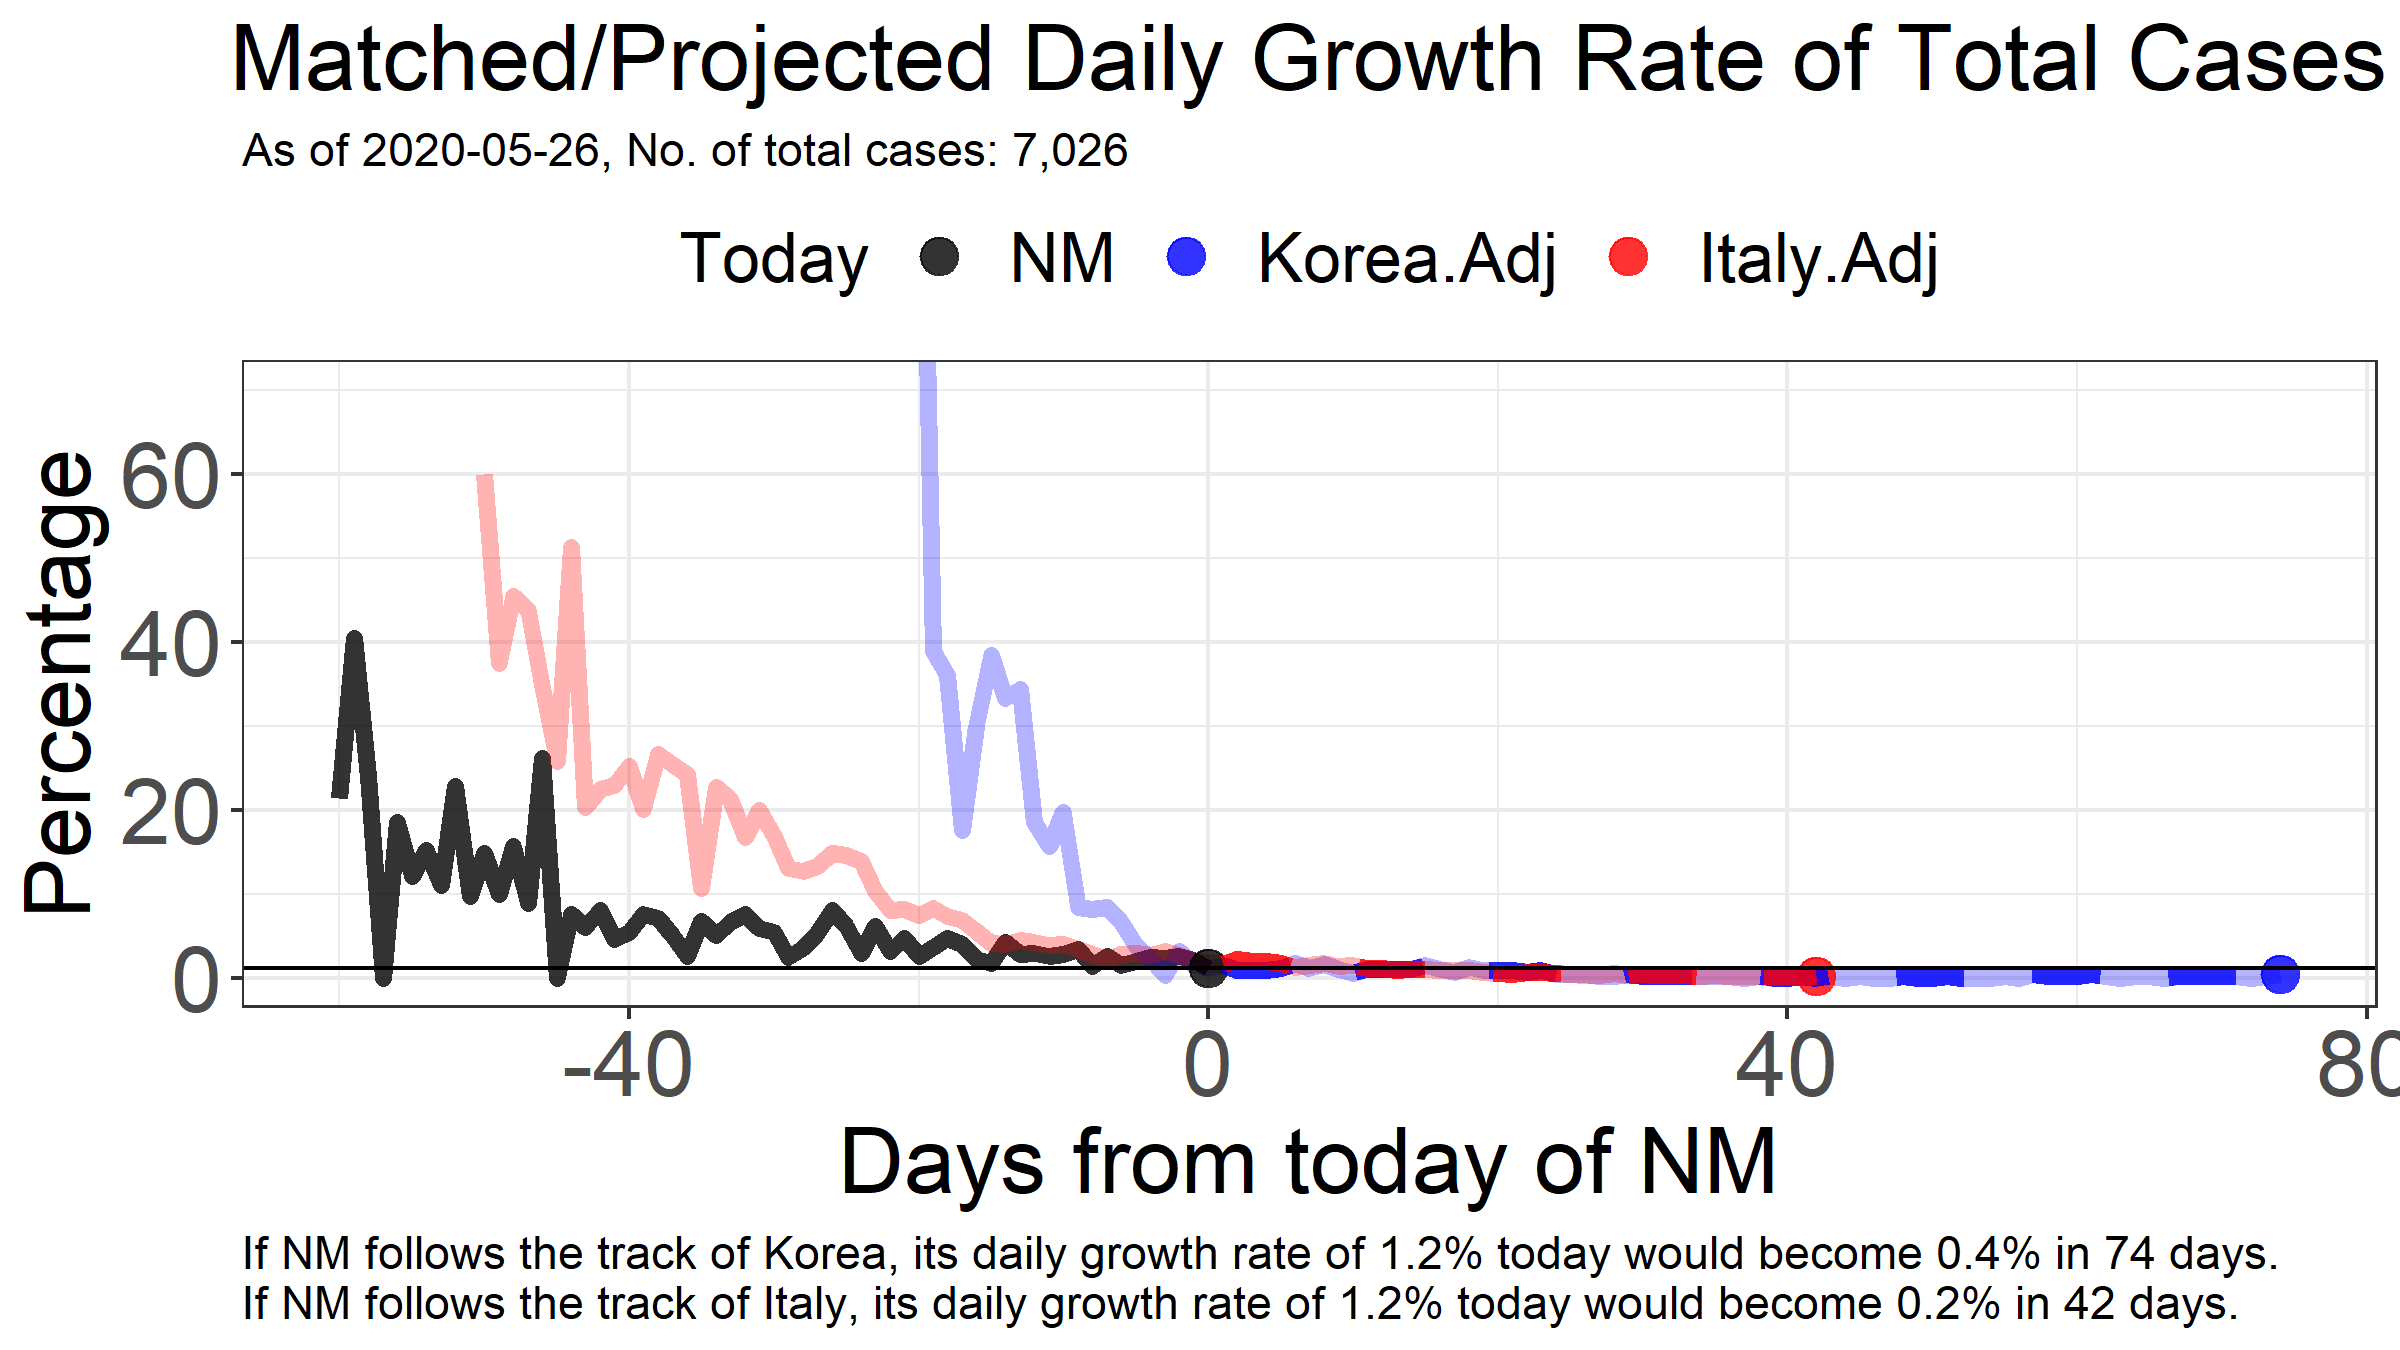 Matched/Projected Daily Growth Rate of Total Cases
As of 2020-05-26, No. of total cases: 7,026
Today NM Korea.Adj Italy.Adj
Percentage
60
40
20
0
-40 0 40 80
Days from today of NM
If NM follows the track of Korea, its daily growth rate of 1.2% today would become 0.4% in 74 days.
If NM follows the track of Italy, its daily growth rate of 1.2% today would become 0.2% in 42 days.